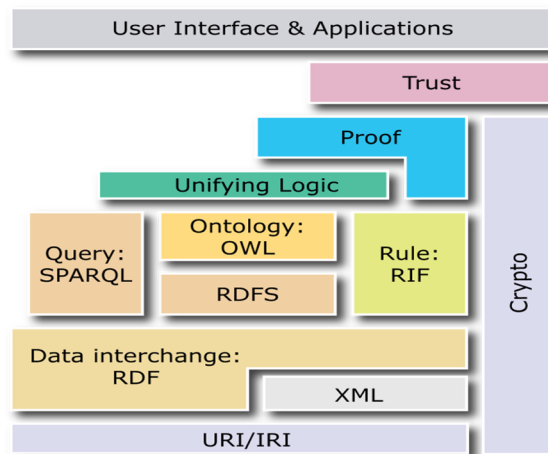 User Interface & Applications
Trust
Proof
Unifying Logic
Query:
SPARQL
Ontology:
OWL
RDFS
Rule:
RIF
Crypto
Data interchange:
RDF
XML
URI/IRI